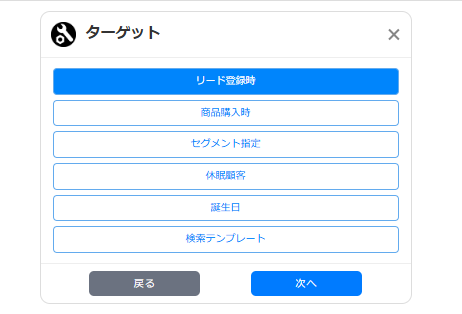 ターゲット
リード登録時
商品購入時
セグメント指定
休眠顧客
誕生日
検索テンプレート
戻る
次へ